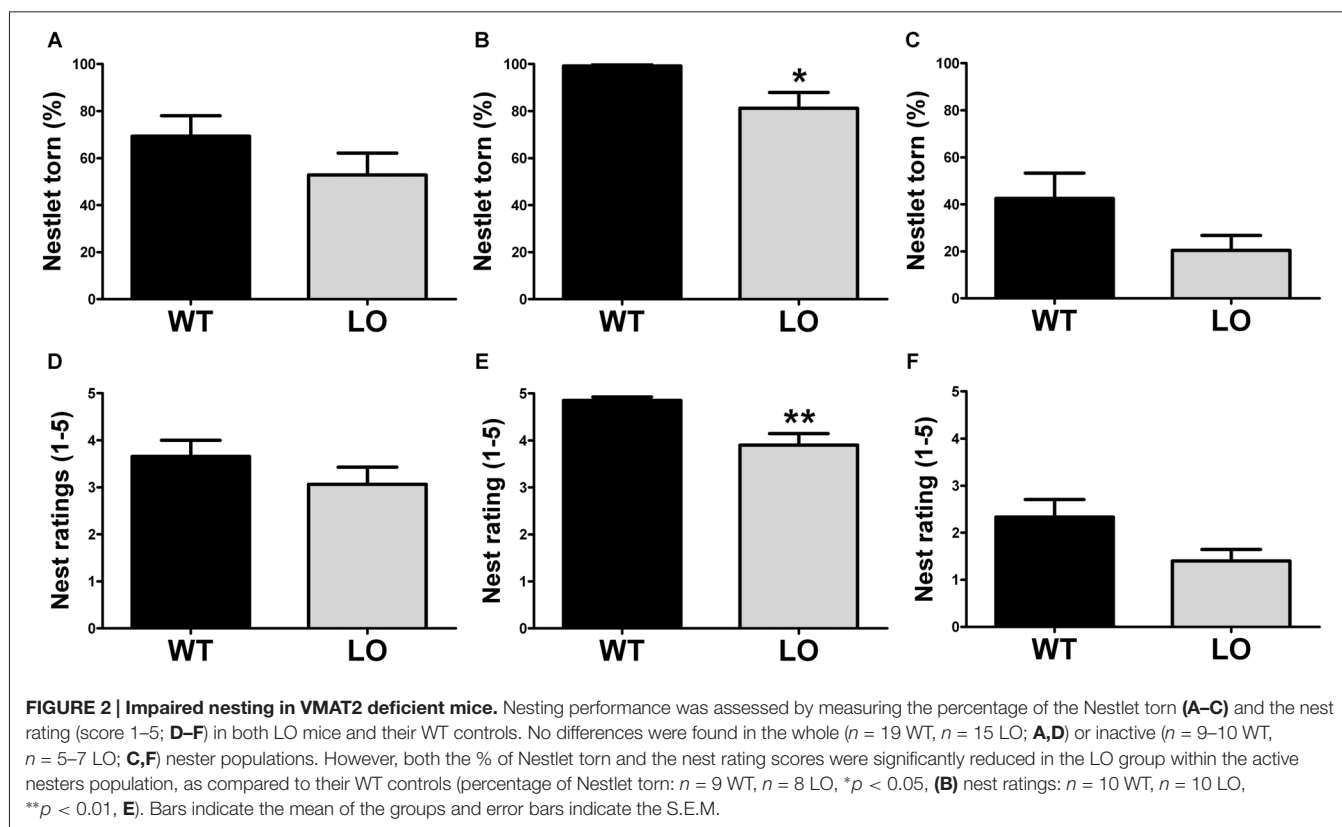 A
Nestlet torn (%)
100
80
60
40
20
0
WT LO
B
Nestlet torn (%)
100
80
60
40
20
0
*
WT LO
C
Nestlet torn (%)
100
80
60
40
20
0
WT LO
D
Nest ratings (1-5)
5
4
3
2
1
0
WT LO
E
Nest rating (1-5)
5
4
3
2
1
0
**
WT LO
F
Nest rating (1-5)
5
4
3
2
1
0
WT LO
FIGURE 2 | Impaired nesting in VMAT2 deficient mice. Nesting performance was assessed by measuring the percentage of the Nestlet torn (A–C) and the nest
rating (score 1–5; D–F) in both LO mice and their WT controls. No differences were found in the whole (n = 19 WT, n = 15 LO; A,D) or inactive (n = 9–10 WT,
n = 5–7 LO; C,F) nester populations. However, both the % of Nestlet torn and the nest rating scores were significantly reduced in the LO group within the active
nesters population, as compared to their WT controls (percentage of Nestlet torn: n = 9 WT, n = 8 LO, *p < 0.05, (B) nest ratings: n = 10 WT, n = 10 LO,
**p < 0.01, E). Bars indicate the mean of the groups and error bars indicate the S.E.M.